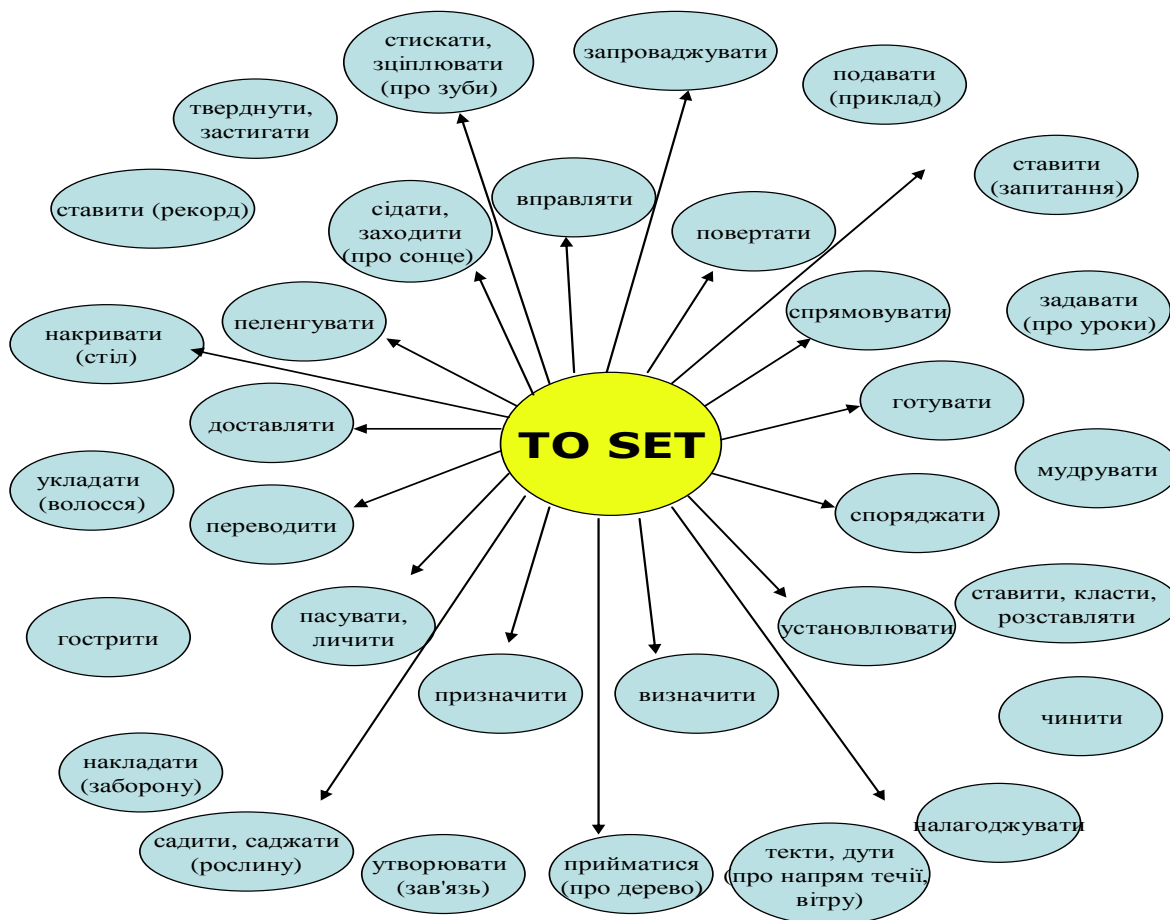 стискати,
зціплювати
(про зуби)
запроваджувати
подавати
(приклад)
тверднути,
застигати
ставити
(запитання)
ставити (рекорд)
сідати,
заходити
(про сонце)
вправляти
повертати
накривати
(стіл)
пеленгувати
спрямовувати
задавати
(про уроки)
доставляти
TO SET
готувати
укладати
(волосся)
переводити
споряджати
мудрувати
гострити
пасувати,
личити
призначити
визначити
установлювати
ставити, класти,
розставляти
чинити
накладати
(заборону)
садити, саджати
(рослину)
утворювати
(зав'язь)
прийматися
(про дерево)
текти, дути
(про напрям течії,
вітру)
налагоджувати